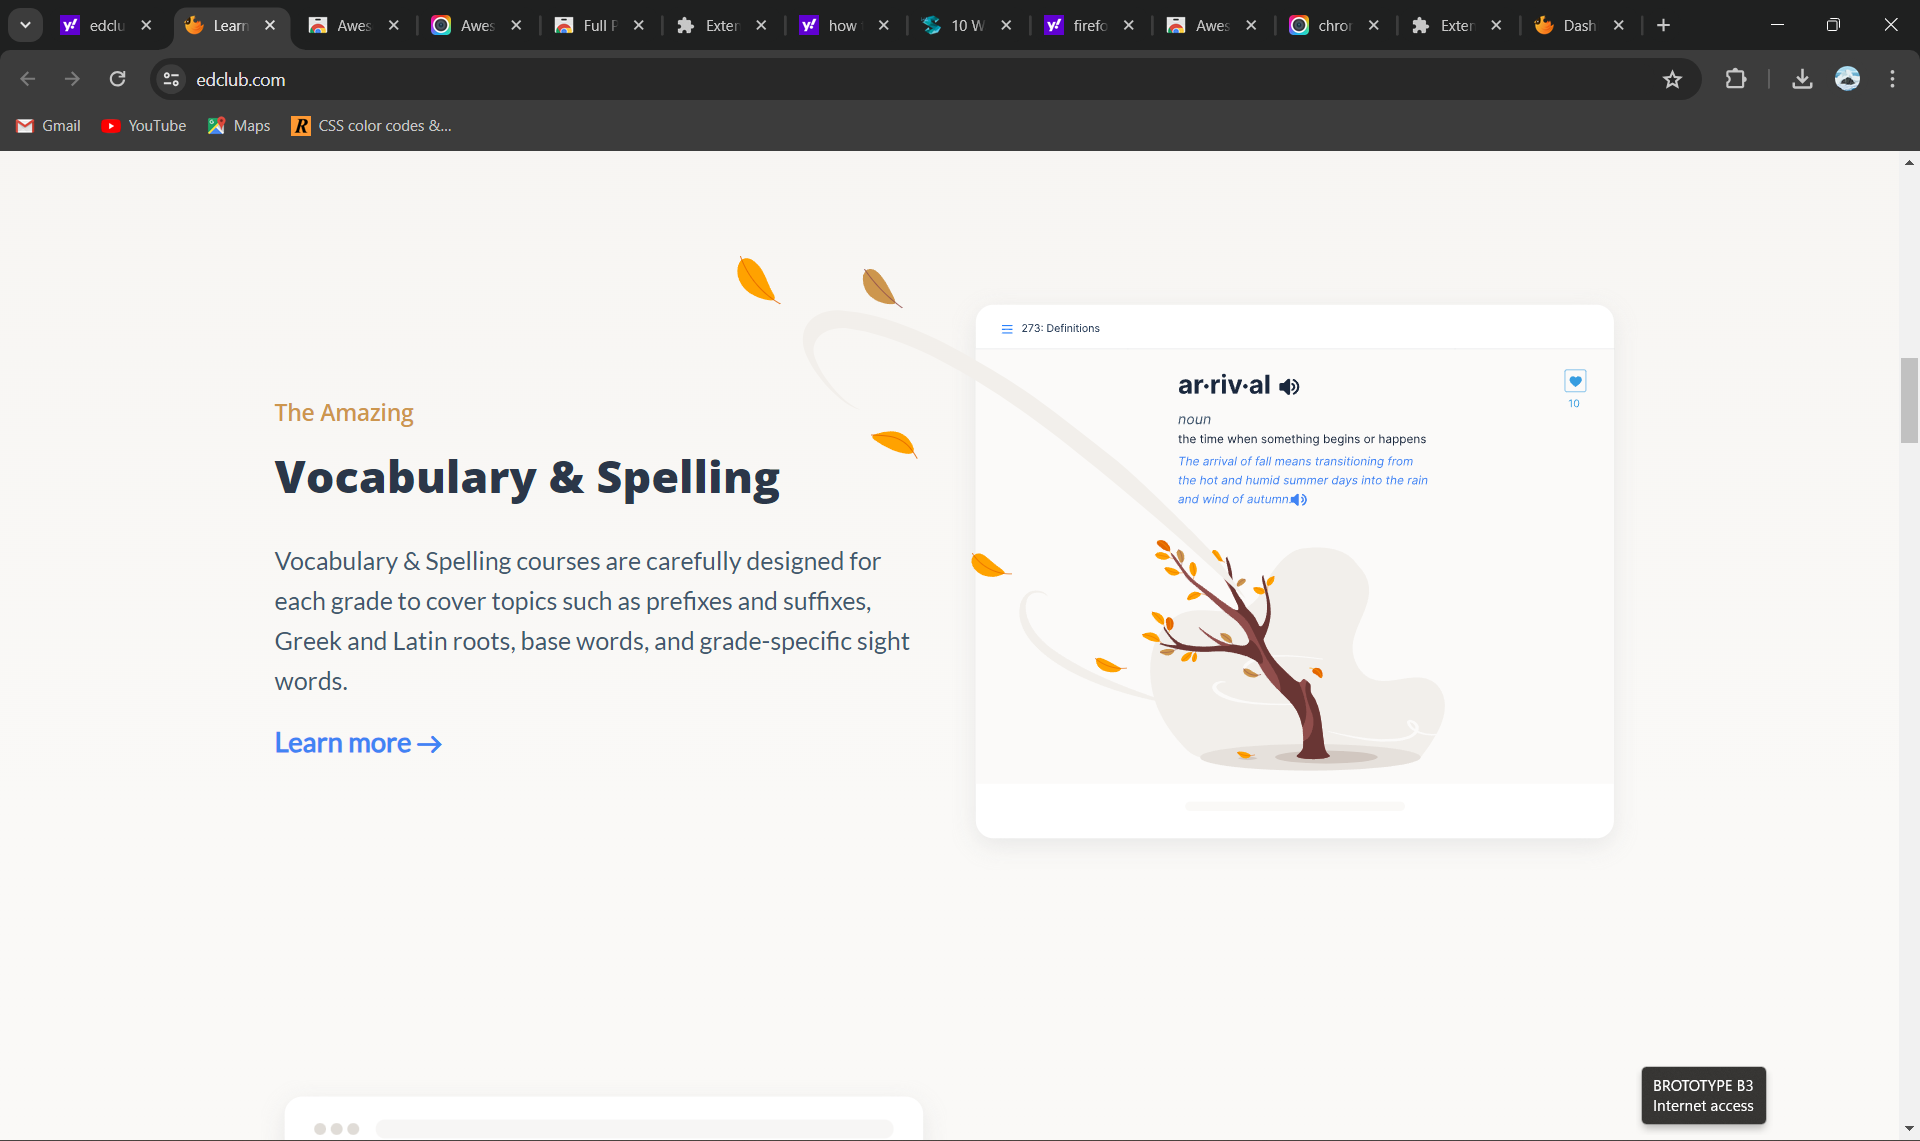 edclu
Learn
Awes
Awes
Full P
Exten
how
10 W
firefo
Awes
chror
Exten
Dash
edclub.com
Gmail
YouTube
Maps
CSS color codes &...
273: Definitions
ar·riv·al
10
noun
the time when something begins or happens
The arrival of fall means transitioning from
the hot and humid summer days into the rain
and wind of autumn.
The Amazing
Vocabulary & Spelling
Vocabulary & Spelling courses are carefully designed for
each grade to cover topics such as prefixes and suffixes,
Greek and Latin roots, base words, and grade-specific sight
words.
Learn more →
BROTOTYPE B3
Internet access